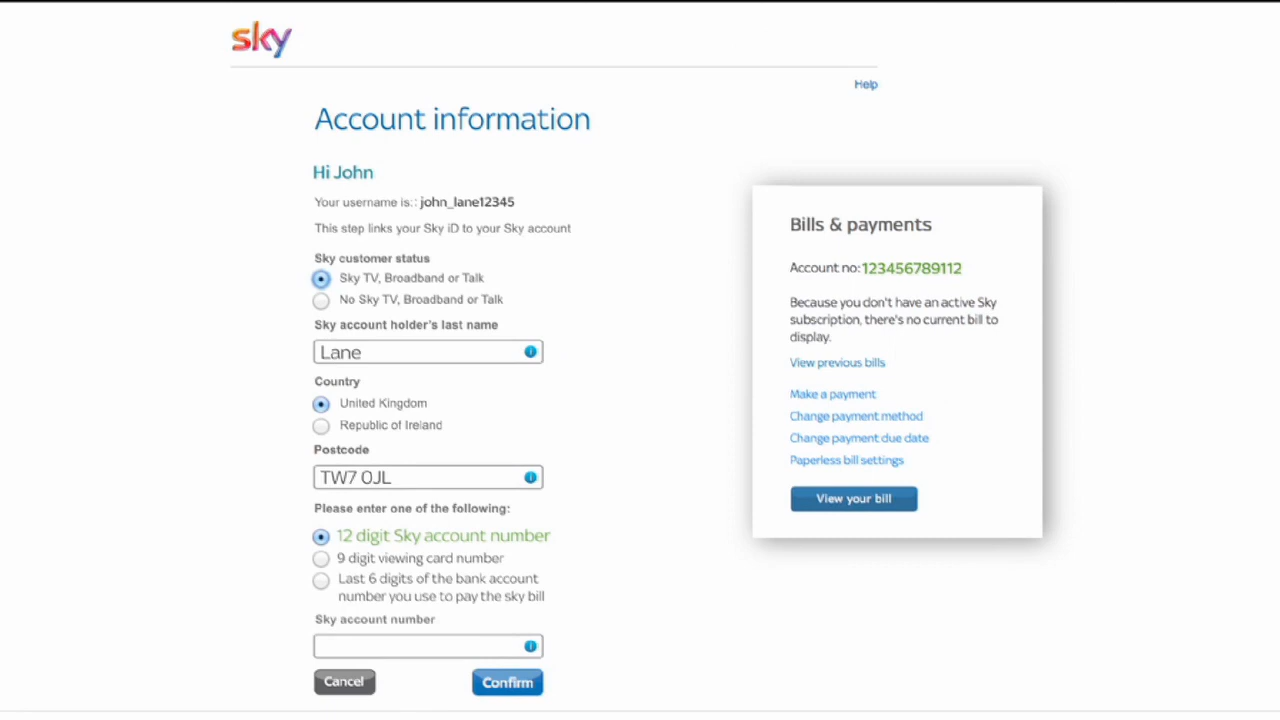 sky
Help
Account information
Hi John
Your username is:: john_lane12345
This step links your Sky iD to your Sky account
Sky customer status
Sky TV, Broadband or Talk
No Sky TV, Broadband or Talk
Sky account holder's last name
Lane
Country
United Kingdom
Republic of Ireland
Postcode
TW7 0JL
Please enter one of the following:
12 digit Sky account number
9 digit viewing card number
Last 6 digits of the bank account
number you use to pay the sky bill
Sky account number
Cancel
Confirm
Bills & payments
Account no: 123456789112
Because you don't have an active Sky
subscription, there's no current bill to
display.
View previous bills
Make a payment
Change payment method
Change payment due date
Paperless bill settings
View your bill